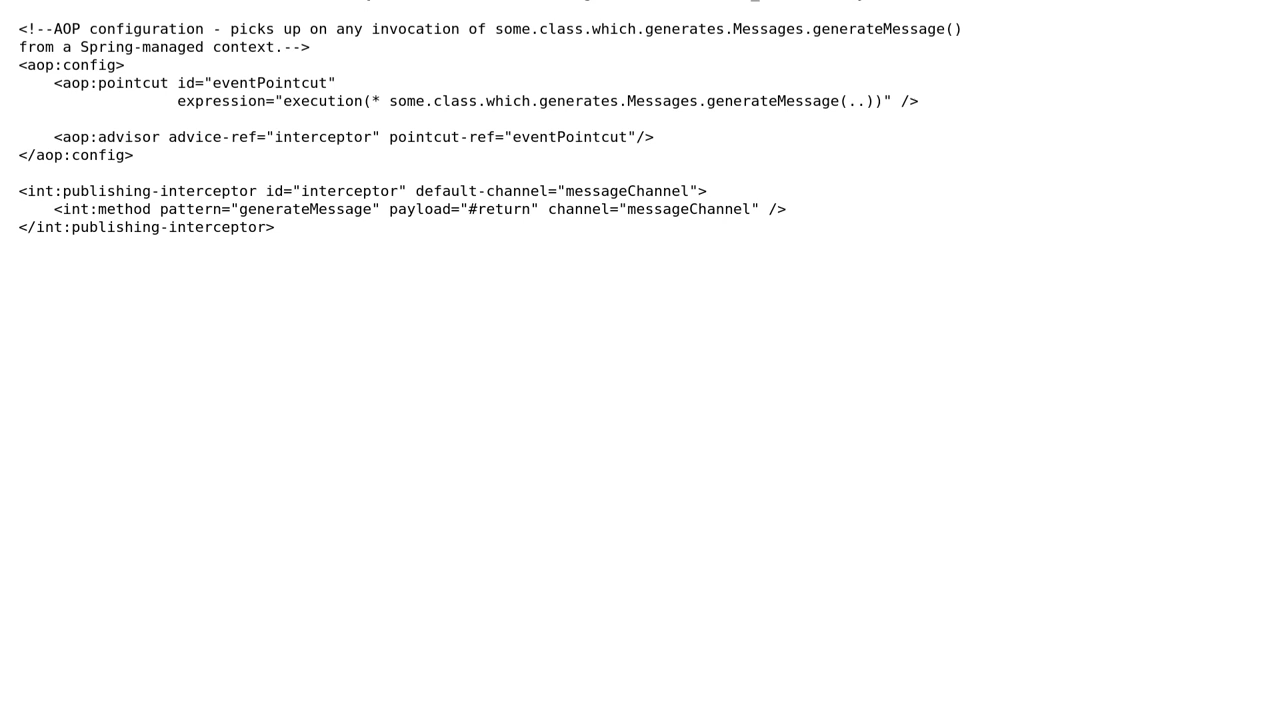 <!--AOP configuration - picks up on any invocation of some.class.which.generates.Messages.generateMessage()
from a Spring-managed context.-->
<aop:config>
    <aop:pointcut id="eventPointcut"
                  expression="execution(* some.class.which.generates.Messages.generateMessage(..))" />

    <aop:advisor advice-ref="interceptor" pointcut-ref="eventPointcut"/>
</aop:config>

<int:publishing-interceptor id="interceptor" default-channel="messageChannel">
    <int:method pattern="generateMessage" payload="#return" channel="messageChannel" />
</int:publishing-interceptor>